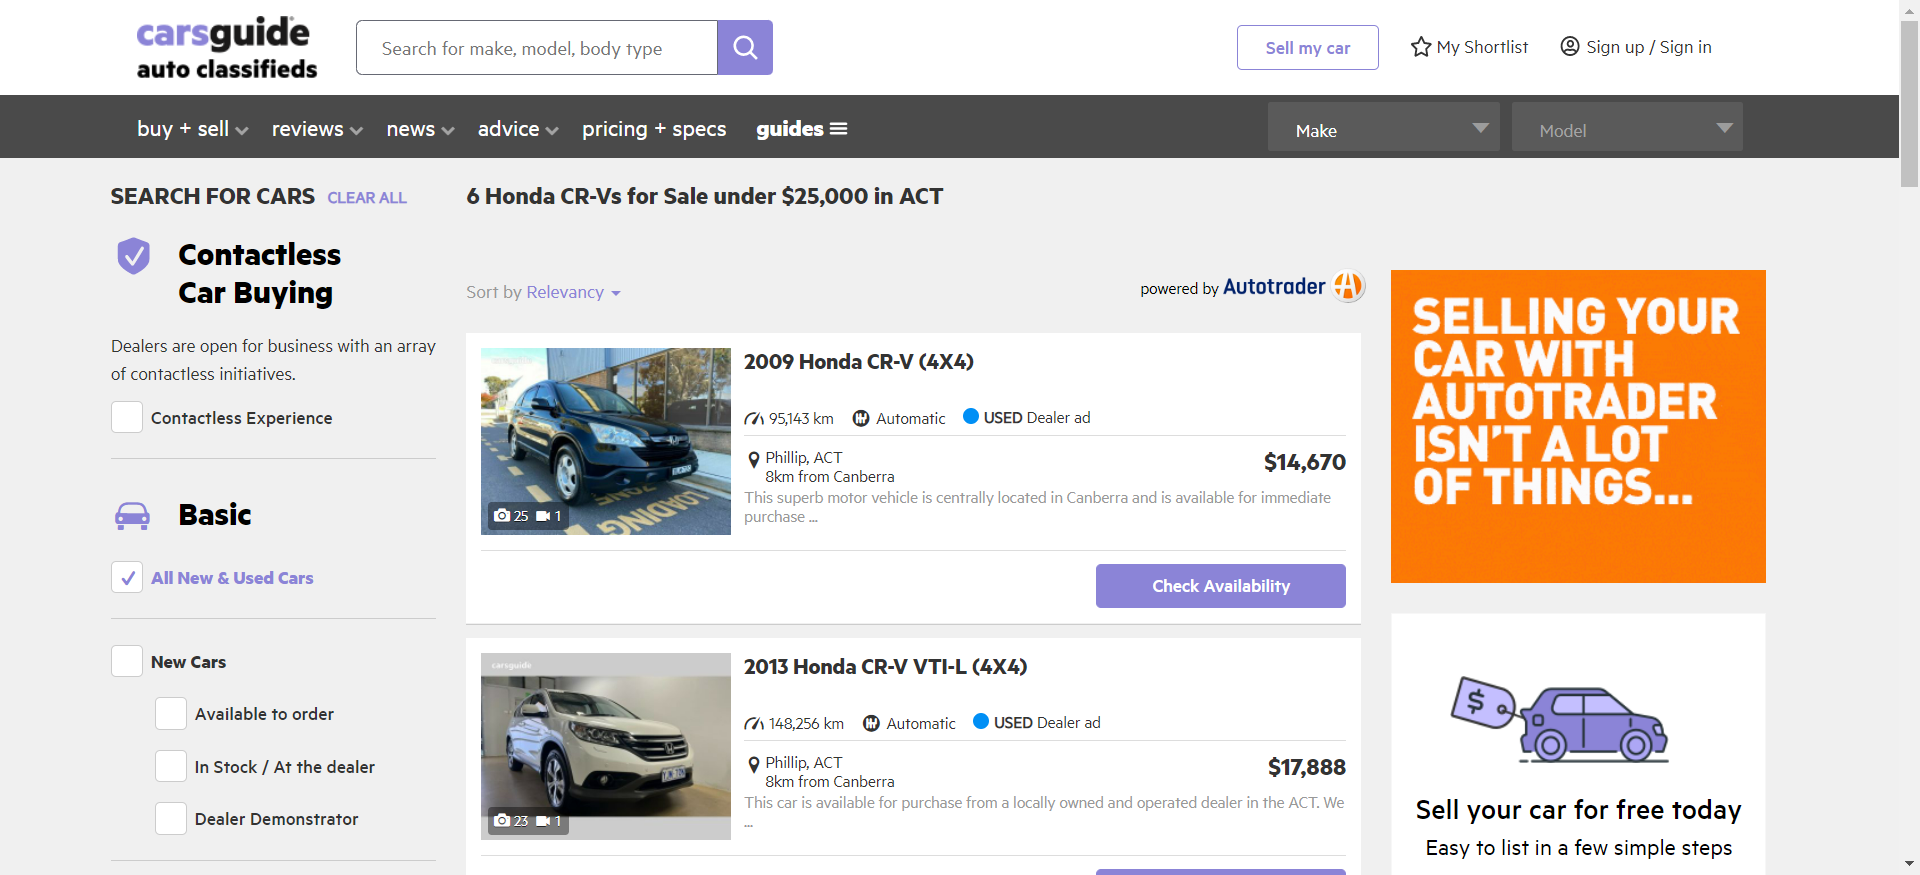 carsguide
auto classifieds
Search for make, model, body type
Sell my car
My Shortlist
Sign up / Sign in
buy + sell
reviews
news
advice
pricing + specs
guides
Make
Model
SEARCH FOR CARS CLEAR ALL
6 Honda CR-Vs for Sale under $25,000 in ACT
Contactless
Car Buying
Dealers are open for business with an array
of contactless initiatives.
Contactless Experience
Basic
All New & Used Cars
New Cars
Available to order
In Stock / At the dealer
Dealer Demonstrator
Sort by Relevancy
powered by Autotrader
2009 Honda CR-V (4X4)
95,143 km Automatic USED Dealer ad
Phillip, ACT
8km from Canberra
$14,670
This superb motor vehicle is centrally located in Canberra and is available for immediate
purchase ...
25 1
LOADING
ZONE
Check Availability
carsguide
2013 Honda CR-V VTI-L (4X4)
148,256 km Automatic USED Dealer ad
Phillip, ACT
8km from Canberra
$17,888
This car is available for purchase from a locally owned and operated dealer in the ACT. We
...
23 1
SELLING YOUR
CAR WITH
AUTOTRADER
ISN'T A LOT
OF THINGS...
$
Sell your car for free today
Easy to list in a few simple steps